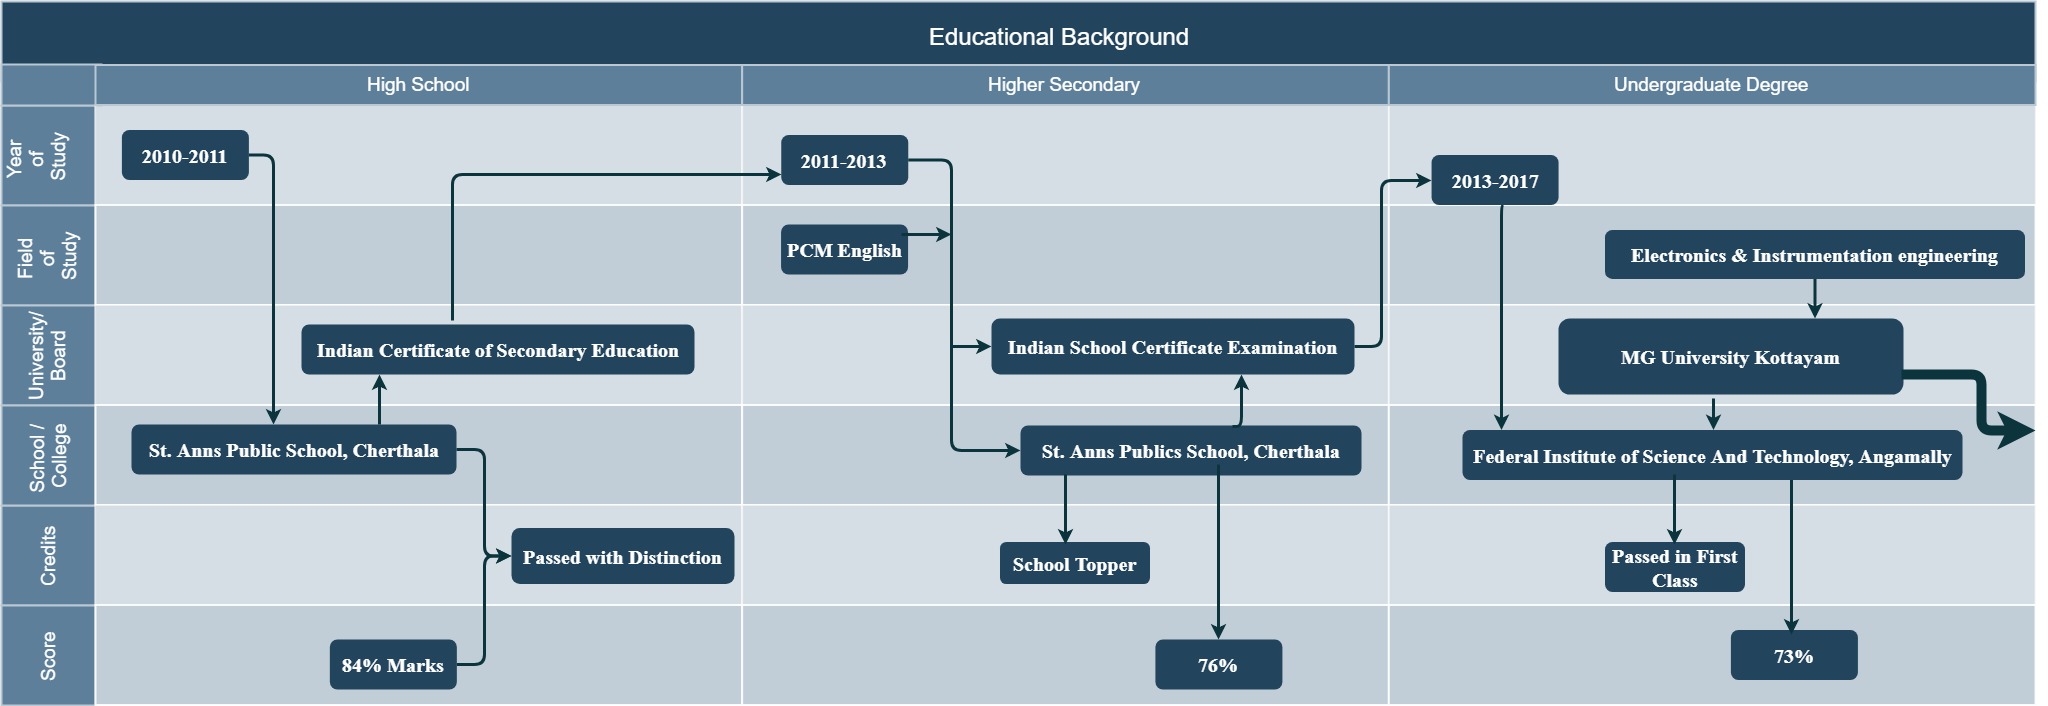 Educational Background
High School
Higher Secondary
Undergraduate Degree
Year
of
Study
2010-2011
2011-2013
2013-2017
Field
of
Study
PCM English
Electronics & Instrumentation engineering
University/
Board
Indian Certificate of Secondary Education
Indian School Certificate Examination
MG University Kottayam
School /
College
St. Anns Public School, Cherthala
St. Anns Publics School, Cherthala
Federal Institute of Science And Technology, Angamally
Credits
Passed with Distinction
School Topper
Passed in First
Class
Score
84% Marks
76%
73%